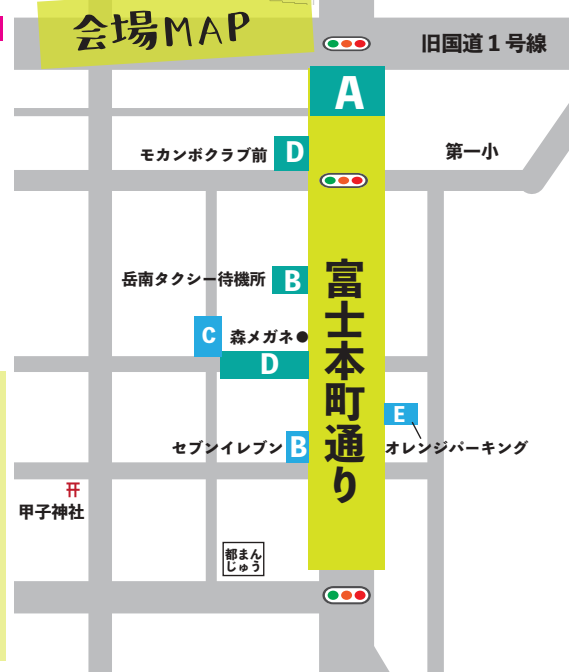 会場MAP
旧国道1号線
A
モカンボクラブ前
D
第一小
岳南タクシー待機所
B
富士本町通り
C
森メガネ
D
E
セブンイレブン
B
オレンジパーキング
甲子神社
都まん
じゅう